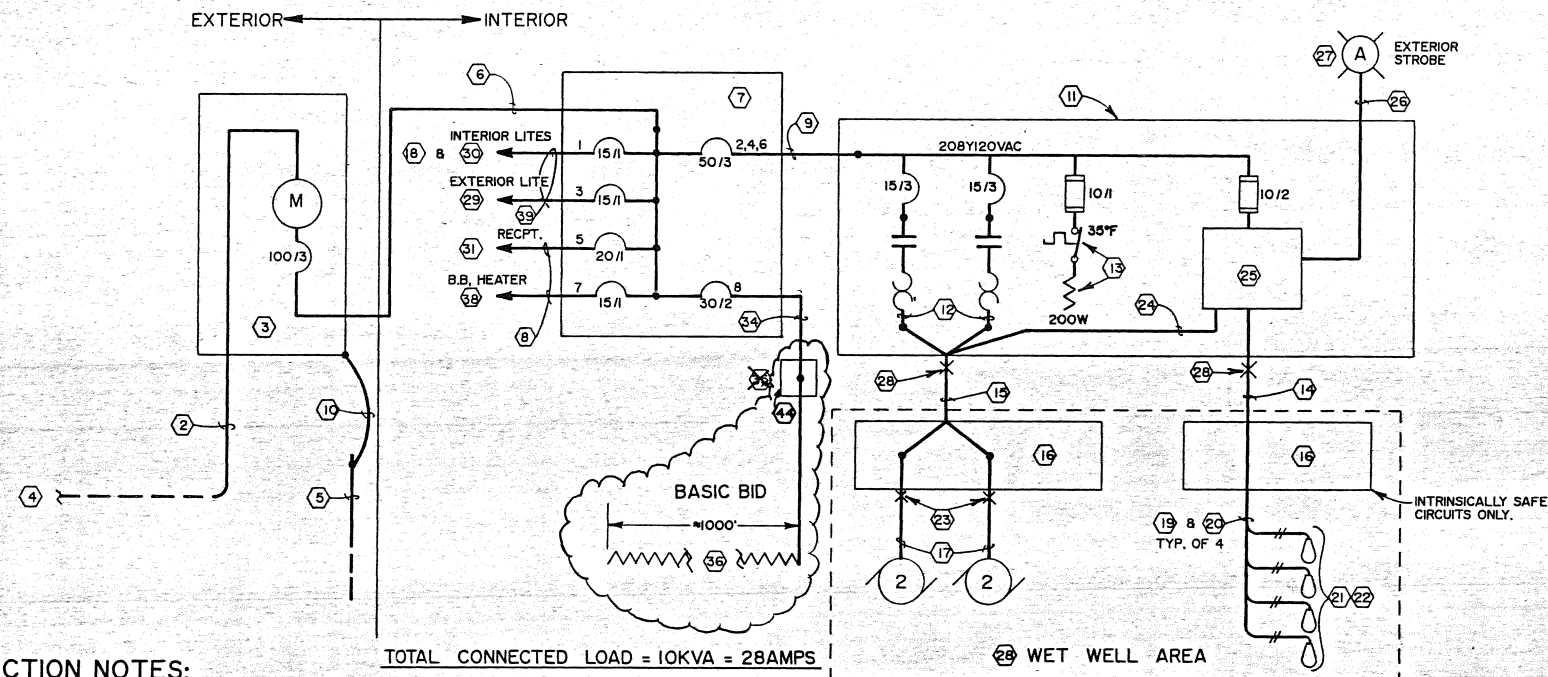 EXTERIOR INTERIOR
EXTERIOR
STROBE
27 A
26
6
7
9
11
INTERIOR LITES
18 & 30
1
15/1
2,4,6
50/3
208Y120VAC
EXTERIOR LITE
29
3
15/1
39
RECPT.
31
5
20/1
B.B, HEATER
38
7
15/1
8
30/2
8
34
M
100/3
3
15/3
15/3
10/1
10/2
35°F
13
200W
12
24
25
2
10
4
5
35
44
28
28
15
14
16
16
BASIC BID
≈1000'
36
23
17
2
2
INTRINSICALLY SAFE
CIRCUITS ONLY.
19 & 20
TYP. OF 4
21 22
TOTAL CONNECTED LOAD = 10KVA = 28AMPS
28 WET WELL AREA
CTION NOTES: